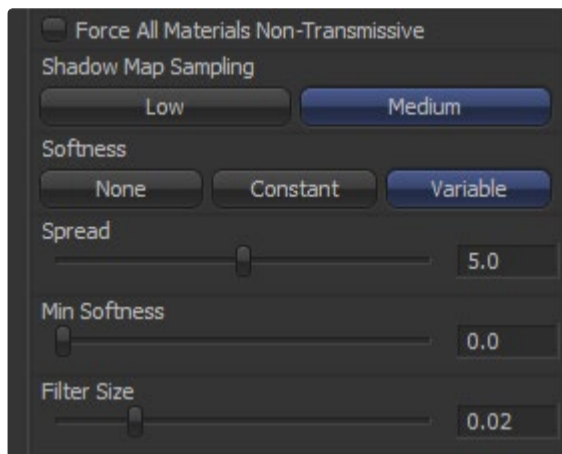 Force All Materials Non-Transmissive
Shadow Map Sampling
Low Medium
Softness
None Constant Variable
Spread
5.0
Min Softness
0.0
Filter Size
0.02